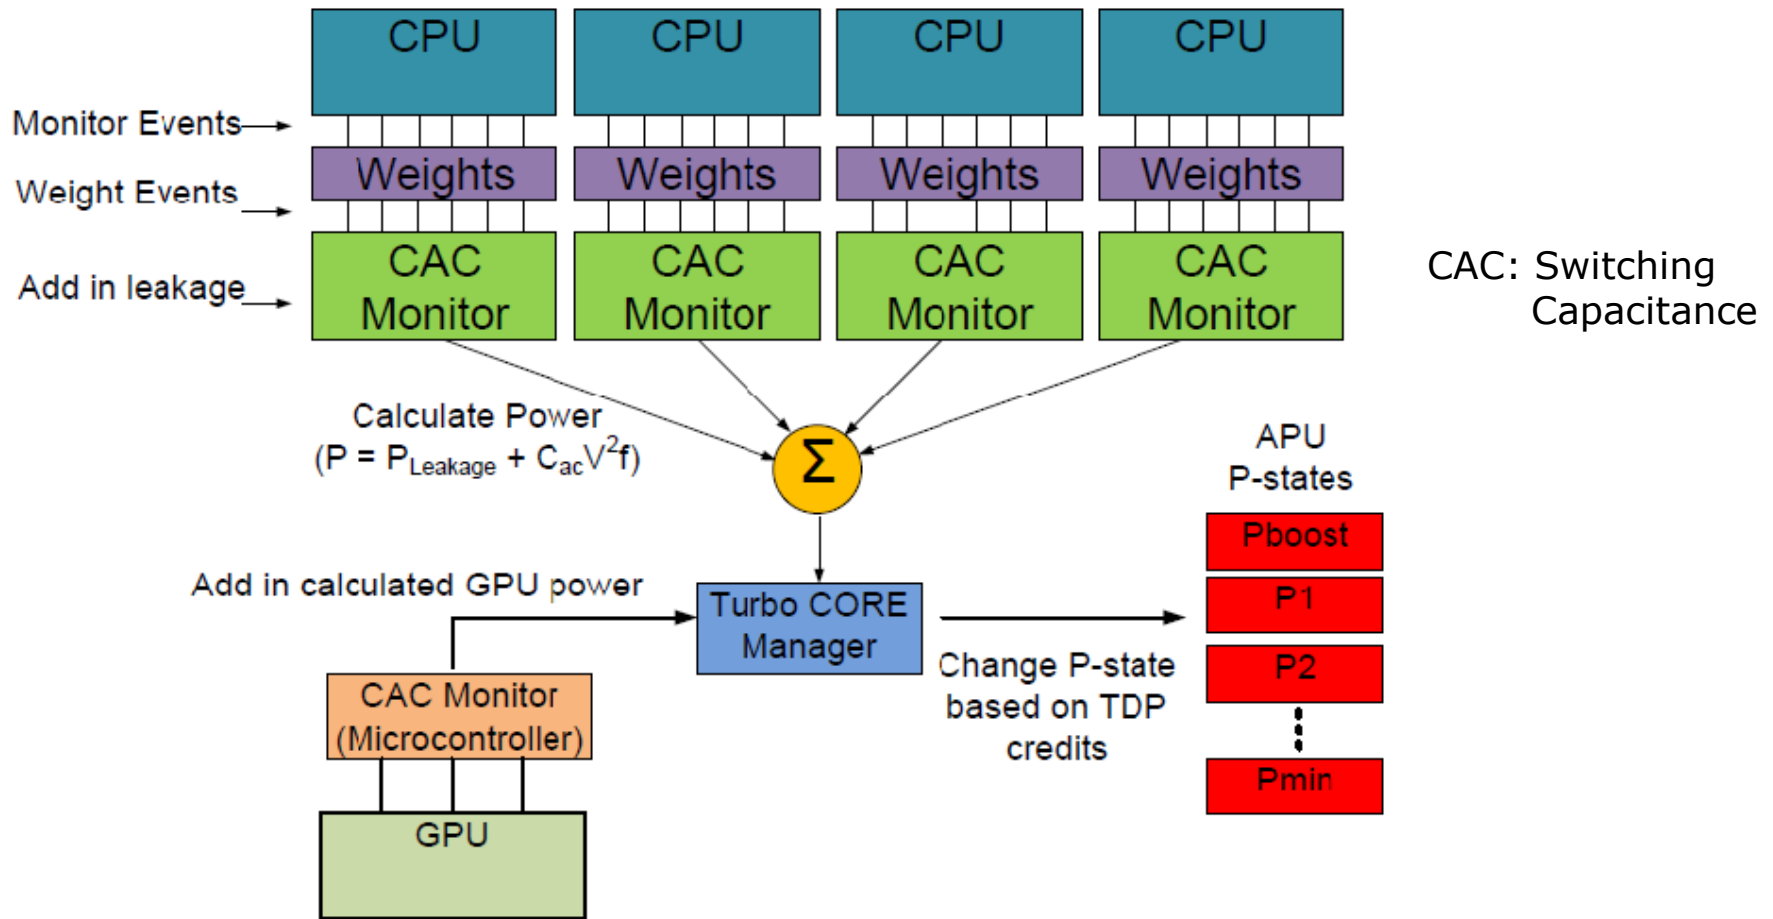 CPU CPU CPU CPU
Monitor Events
Weights Weights Weights Weights
Weight Events
CAC CAC CAC CAC
Monitor Monitor Monitor Monitor
Add in leakage
CAC: Switching
Capacitance
Calculate Power
(P = P_Leakage + C_acV²f)
Σ
APU
P-states
Pboost
P1
P2
Pmin
Add in calculated GPU power
Turbo CORE
Manager
Change P-state
based on TDP
credits
CAC Monitor
(Microcontroller)
GPU